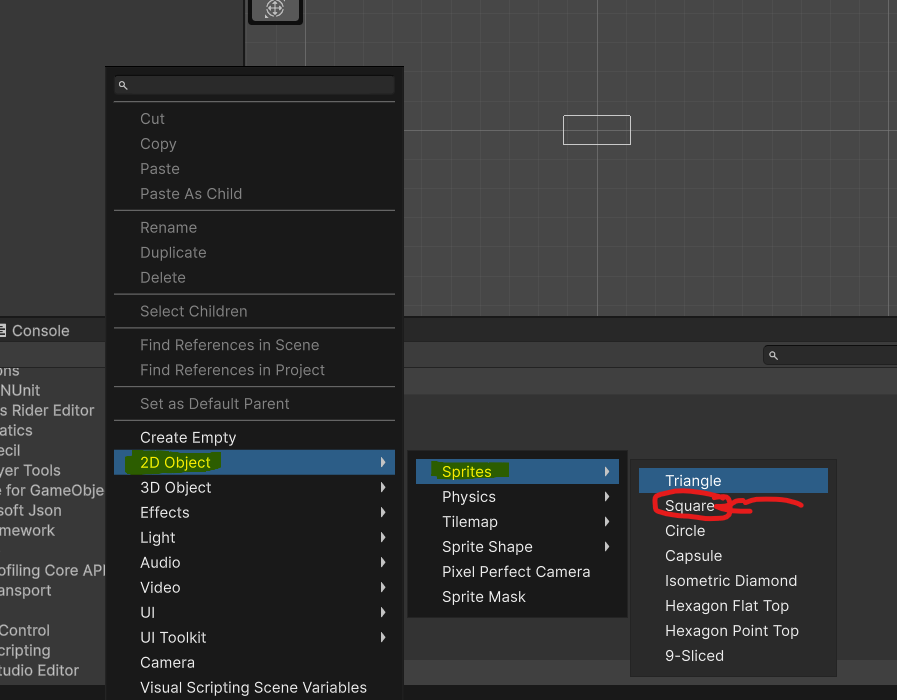 Cut
Copy
Paste
Paste As Child
Rename
Duplicate
Delete
Select Children
Find References in Scene
Find References in Project
Set as Default Parent
Create Empty
2D Object
3D Object
Effects
Light
Audio
Video
UI
UI Toolkit
Camera
Visual Scripting Scene Variables
Sprites
Physics
Tilemap
Sprite Shape
Pixel Perfect Camera
Sprite Mask
Triangle
Square
Circle
Capsule
Isometric Diamond
Hexagon Flat Top
Hexagon Point Top
9-Sliced
Console
ons
NUnit
s Rider Editor
atics
ecil
yer Tools
e for GameObje
soft Json
mework
ofiling Core API
ansport
Control
cripting
tudio Editor